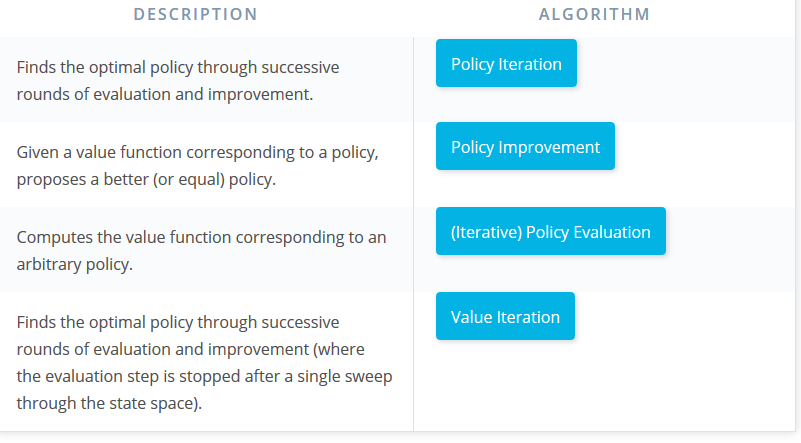 DESCRIPTION
ALGORITHM
Finds the optimal policy through successive
rounds of evaluation and improvement.
Policy Iteration
Given a value function corresponding to a policy,
proposes a better (or equal) policy.
Policy Improvement
Computes the value function corresponding to an
arbitrary policy.
(Iterative) Policy Evaluation
Finds the optimal policy through successive
rounds of evaluation and improvement (where
the evaluation step is stopped after a single sweep
through the state space).
Value Iteration